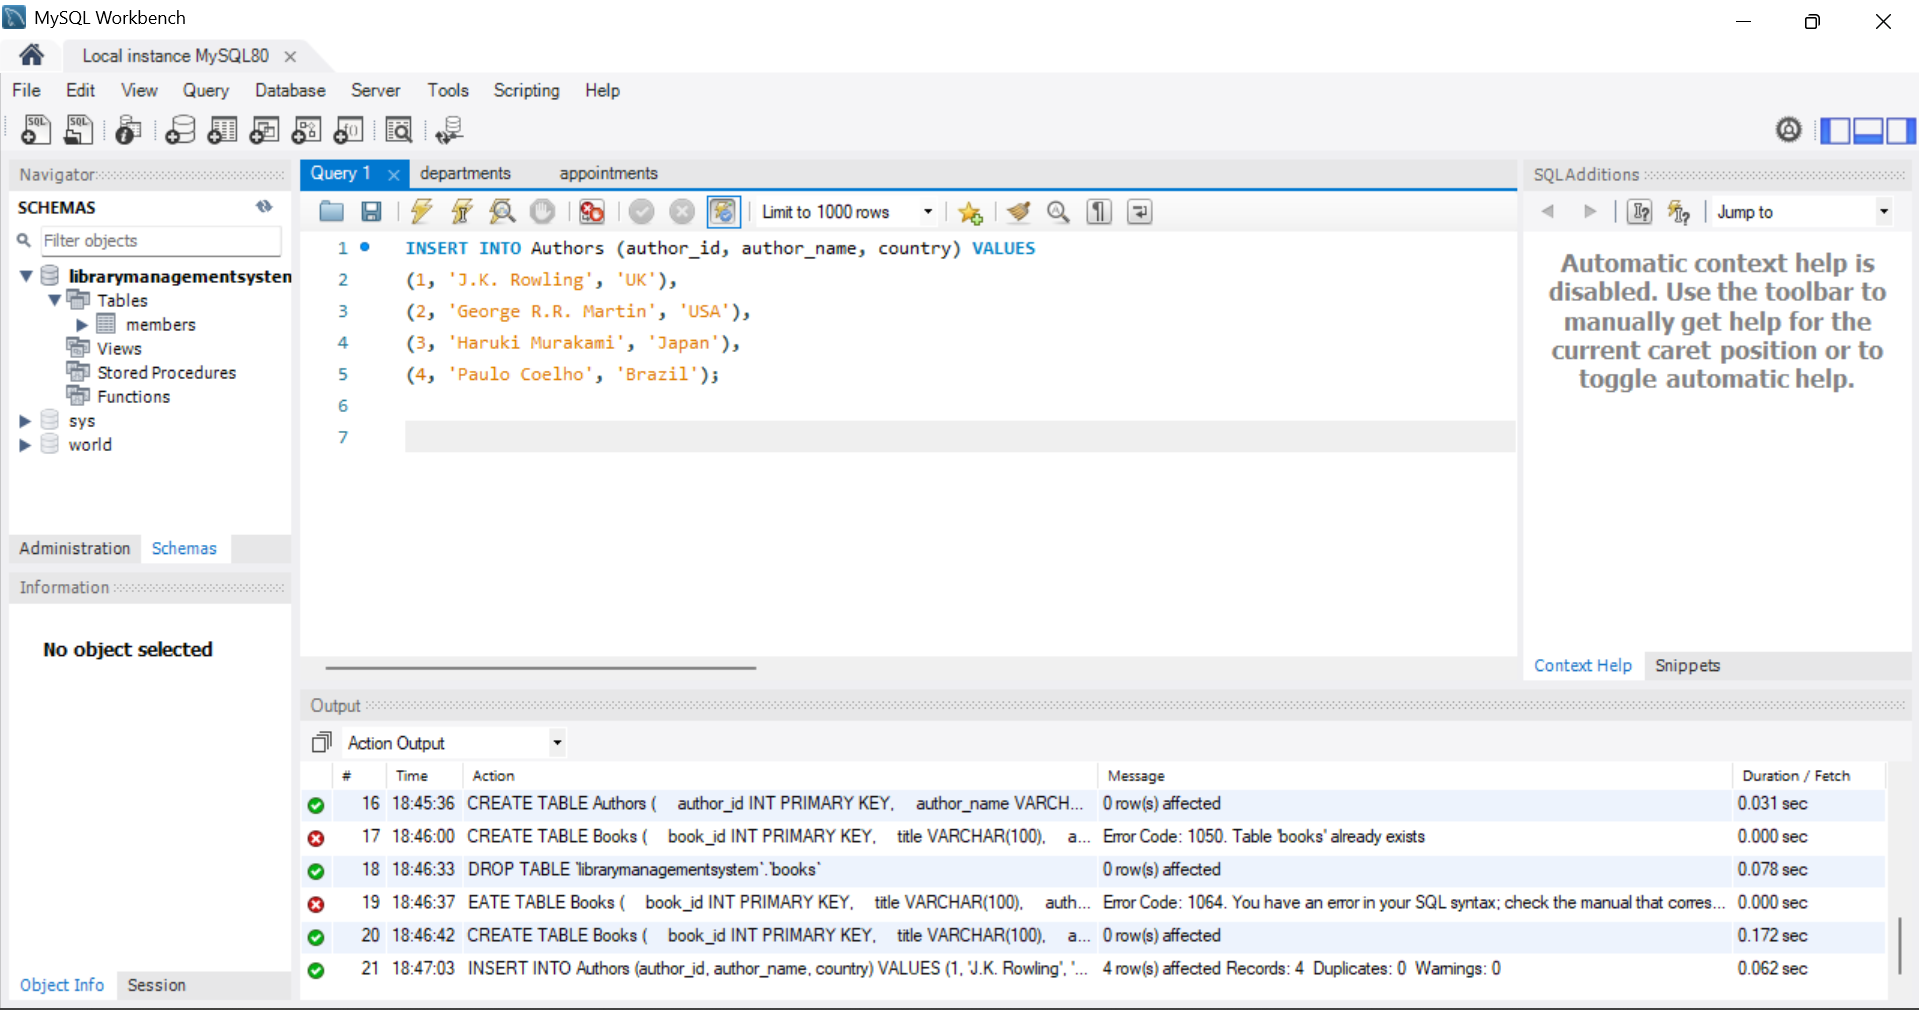 MySQL Workbench
Local instance MySQL80
File Edit View Query Database Server Tools Scripting Help
Navigator
SCHEMAS
Filter objects
librarymanagementsysten
Tables
members
Views
Stored Procedures
Functions
sys
world
Administration Schemas
Information
No object selected
Object Info Session
Query 1 departments appointments
Limit to 1000 rows
1 INSERT INTO Authors (author_id, author_name, country) VALUES
2 (1, 'J.K. Rowling', 'UK'),
3 (2, 'George R.R. Martin', 'USA'),
4 (3, 'Haruki Murakami', 'Japan'),
5 (4, 'Paulo Coelho', 'Brazil');
6
7
SQLAdditions
Jump to
Automatic context help is
disabled. Use the toolbar to
manually get help for the
current caret position or to
toggle automatic help.
Context Help Snippets
Output
Action Output
# Time Action Message Duration / Fetch
16 18:45:36 CREATE TABLE Authors ( author_id INT PRIMARY KEY, author_name VARCH... 0 row(s) affected 0.031 sec
17 18:46:00 CREATE TABLE Books ( book_id INT PRIMARY KEY, title VARCHAR(100), a... Error Code: 1050. Table 'books' already exists 0.000 sec
18 18:46:33 DROP TABLE `librarymanagementsystem`.`books` 0 row(s) affected 0.078 sec
19 18:46:37 EATE TABLE Books ( book_id INT PRIMARY KEY, title VARCHAR(100), auth... Error Code: 1064. You have an error in your SQL syntax; check the manual that corres... 0.000 sec
20 18:46:42 CREATE TABLE Books ( book_id INT PRIMARY KEY, title VARCHAR(100), a... 0 row(s) affected 0.172 sec
21 18:47:03 INSERT INTO Authors (author_id, author_name, country) VALUES (1, 'J.K. Rowling', '... 4 row(s) affected Records: 4 Duplicates: 0 Warnings: 0 0.062 sec